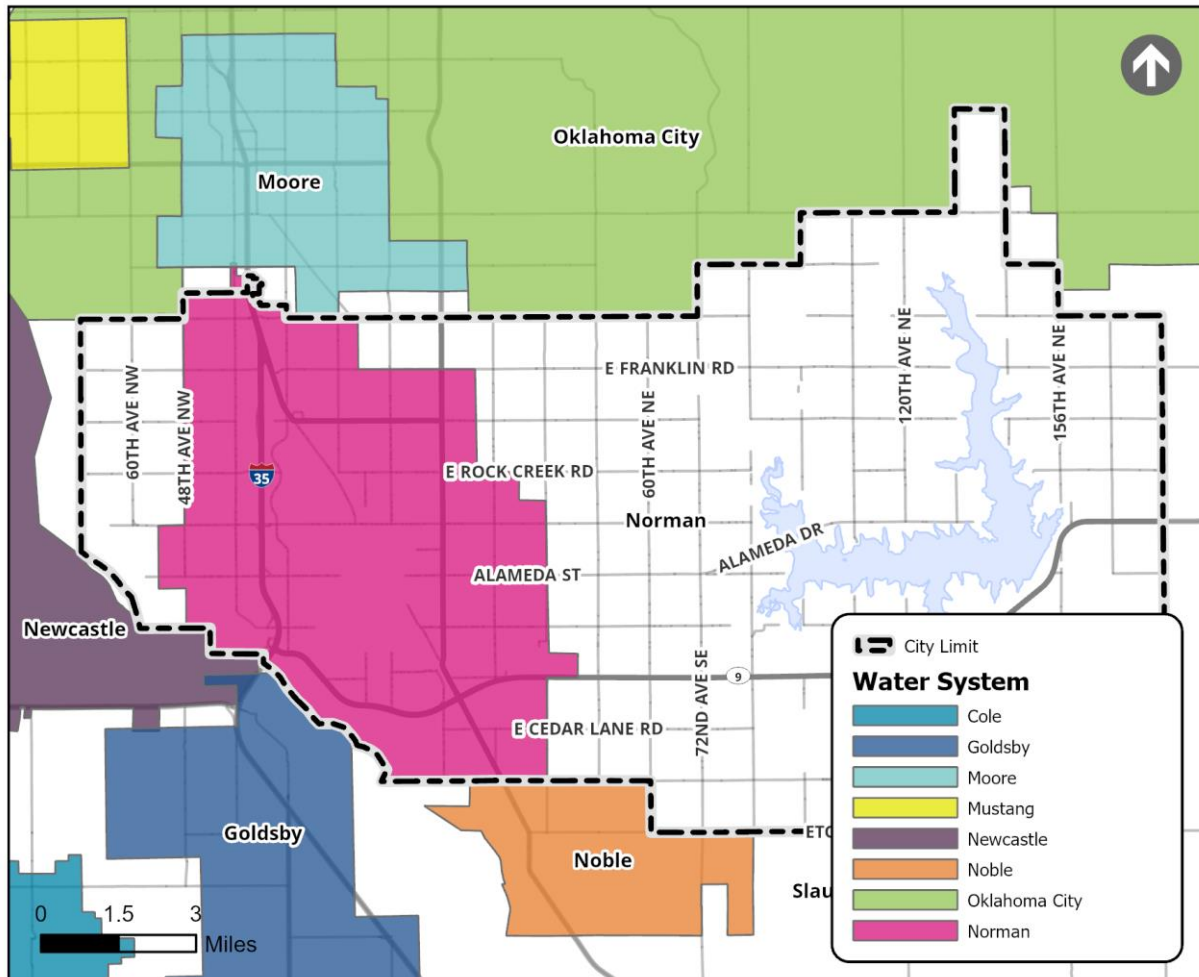 Oklahoma City
Moore
E FRANKLIN RD
120TH AVE NE
156TH AVE NE
60TH AVE NW
48TH AVE NW
60TH AVE NE
35
E ROCK CREEK RD
Norman
ALAMEDA DR
ALAMEDA ST
Newcastle
9
72ND AVE SE
E CEDAR LANE RD
Goldsby
Noble
ETO
Slau
0 1.5 3
Miles
City Limit
Water System
Cole
Goldsby
Moore
Mustang
Newcastle
Noble
Oklahoma City
Norman